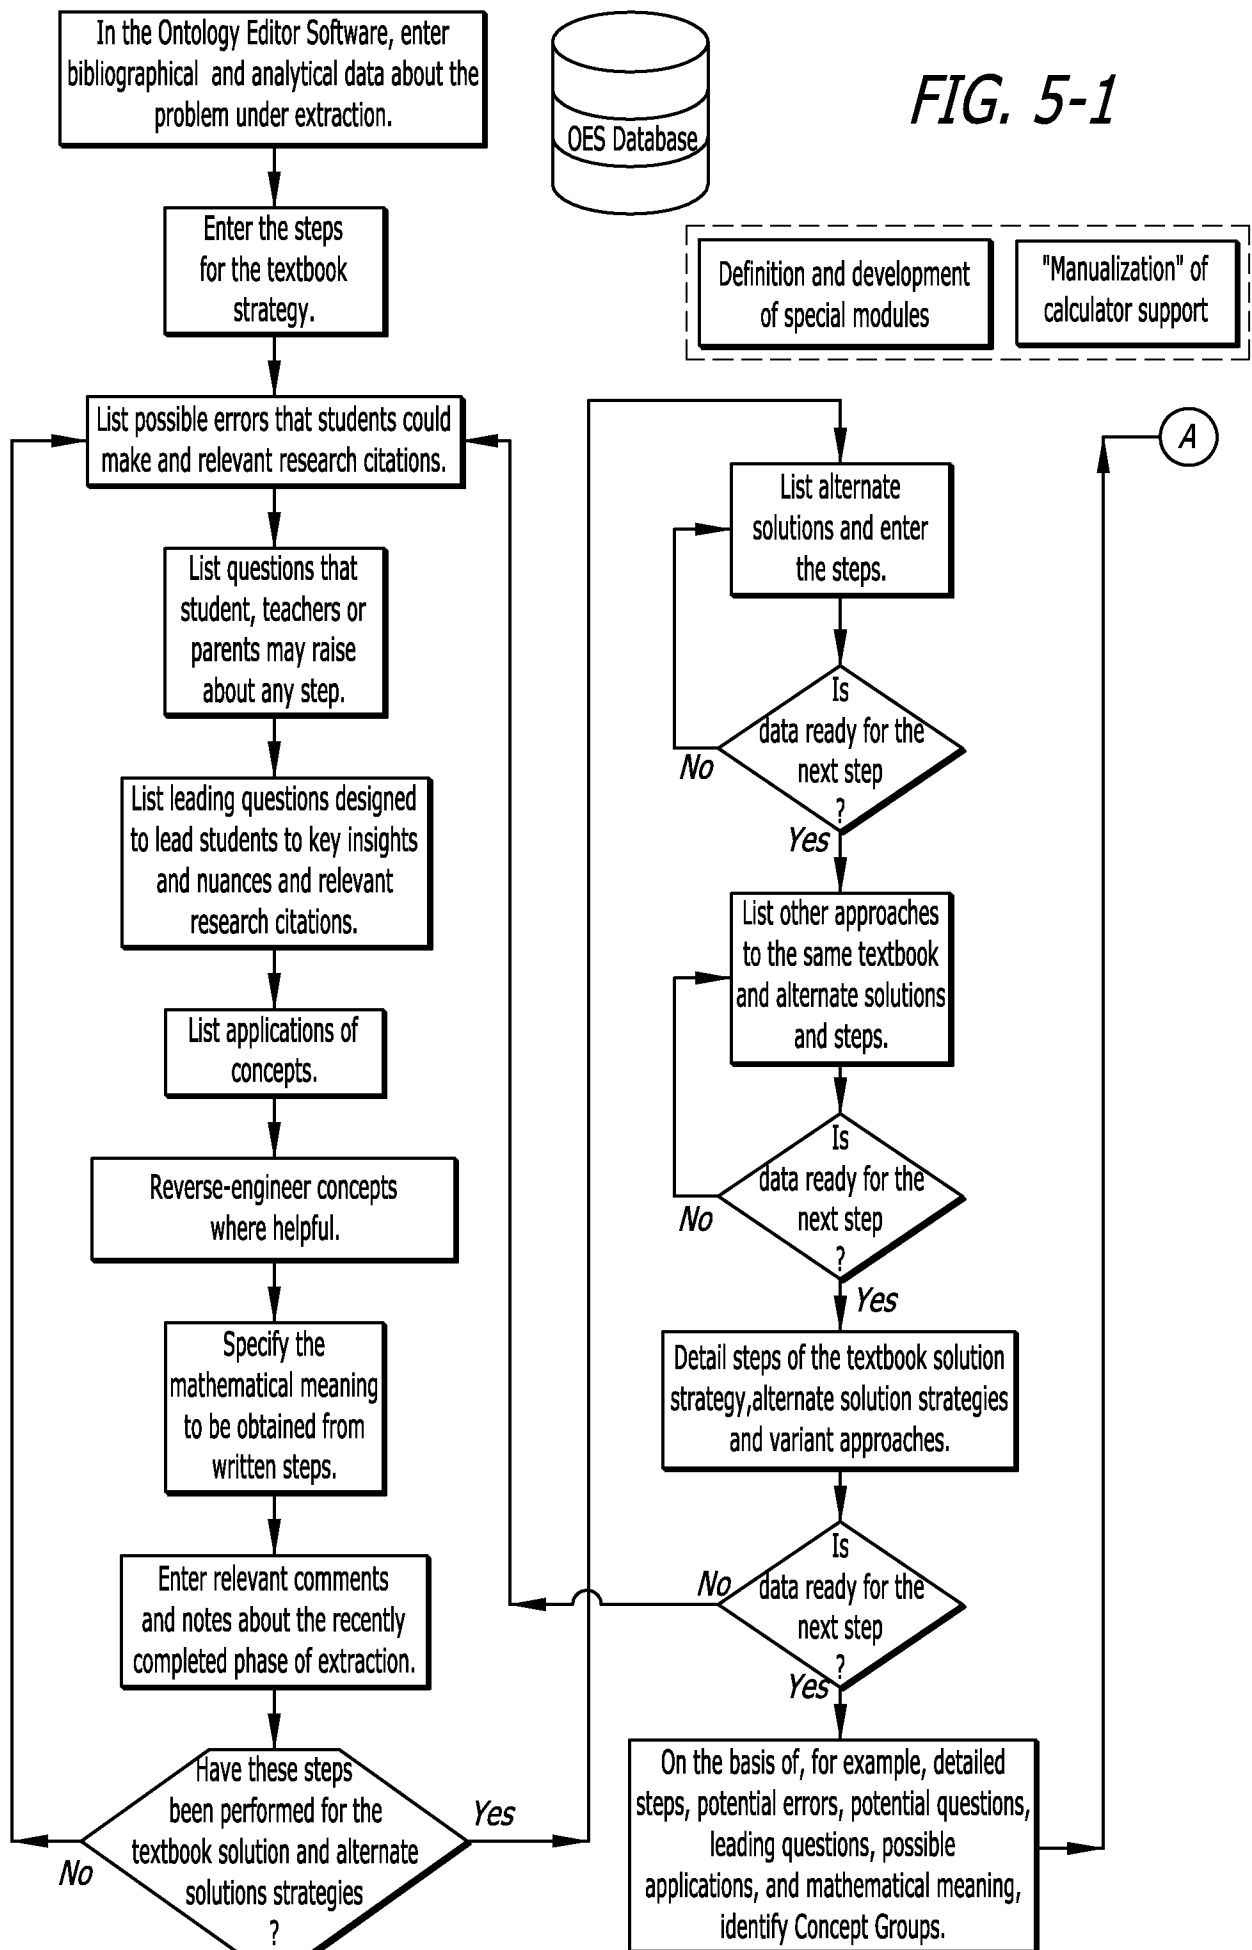 In the Ontology Editor Software, enter
bibliographical and analytical data about the
problem under extraction.
OES Database
FIG. 5-1
Enter the steps
for the textbook
strategy.
Definition and development
of special modules
"Manualization" of
calculator support
List possible errors that students could
make and relevant research citations.
List questions that
student, teachers or
parents may raise
about any step.
List leading questions designed
to lead students to key insights
and nuances and relevant
research citations.
List applications of
concepts.
Reverse-engineer concepts
where helpful.
Specify the
mathematical meaning
to be obtained from
written steps.
Enter relevant comments
and notes about the recently
completed phase of extraction.
Have these steps
been performed for the
textbook solution and alternate
solutions strategies
?
No
Yes
List alternate
solutions and enter
the steps.
Is
data ready for the
next step
?
No
Yes
List other approaches
to the same textbook
and alternate solutions
and steps.
Is
data ready for the
next step
?
No
Yes
Detail steps of the textbook solution
strategy,alternate solution strategies
and variant approaches.
Is
data ready for the
next step
?
No
Yes
On the basis of, for example, detailed
steps, potential errors, potential questions,
leading questions, possible
applications, and mathematical meaning,
identify Concept Groups.
A